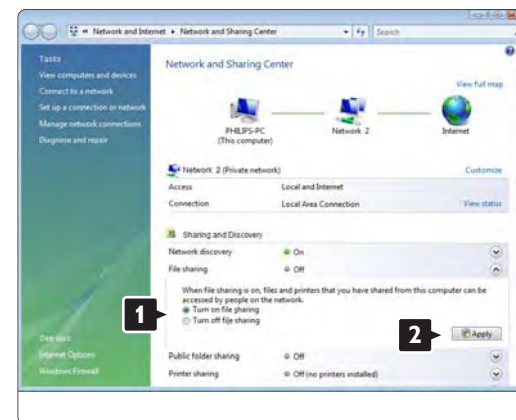 Network and Internet ▸ Network and Sharing Center
Search
Tasks
View computers and devices
Connect to a network
Set up a connection or network
Manage network connections
Diagnose and repair
See also
Internet Options
Windows Firewall
Network and Sharing Center
View full map
PHILIPS-PC
(This computer)
Network 2
Internet
Network 2 (Private network)
Customize
Access Local and Internet
Connection Local Area Connection View status
Sharing and Discovery
Network discovery On
File sharing Off
When file sharing is on, files and printers that you have shared from this computer can be
accessed by people on the network.
1
Turn on file sharing
Turn off file sharing
2
Apply
Public folder sharing Off
Printer sharing Off (no printers installed)